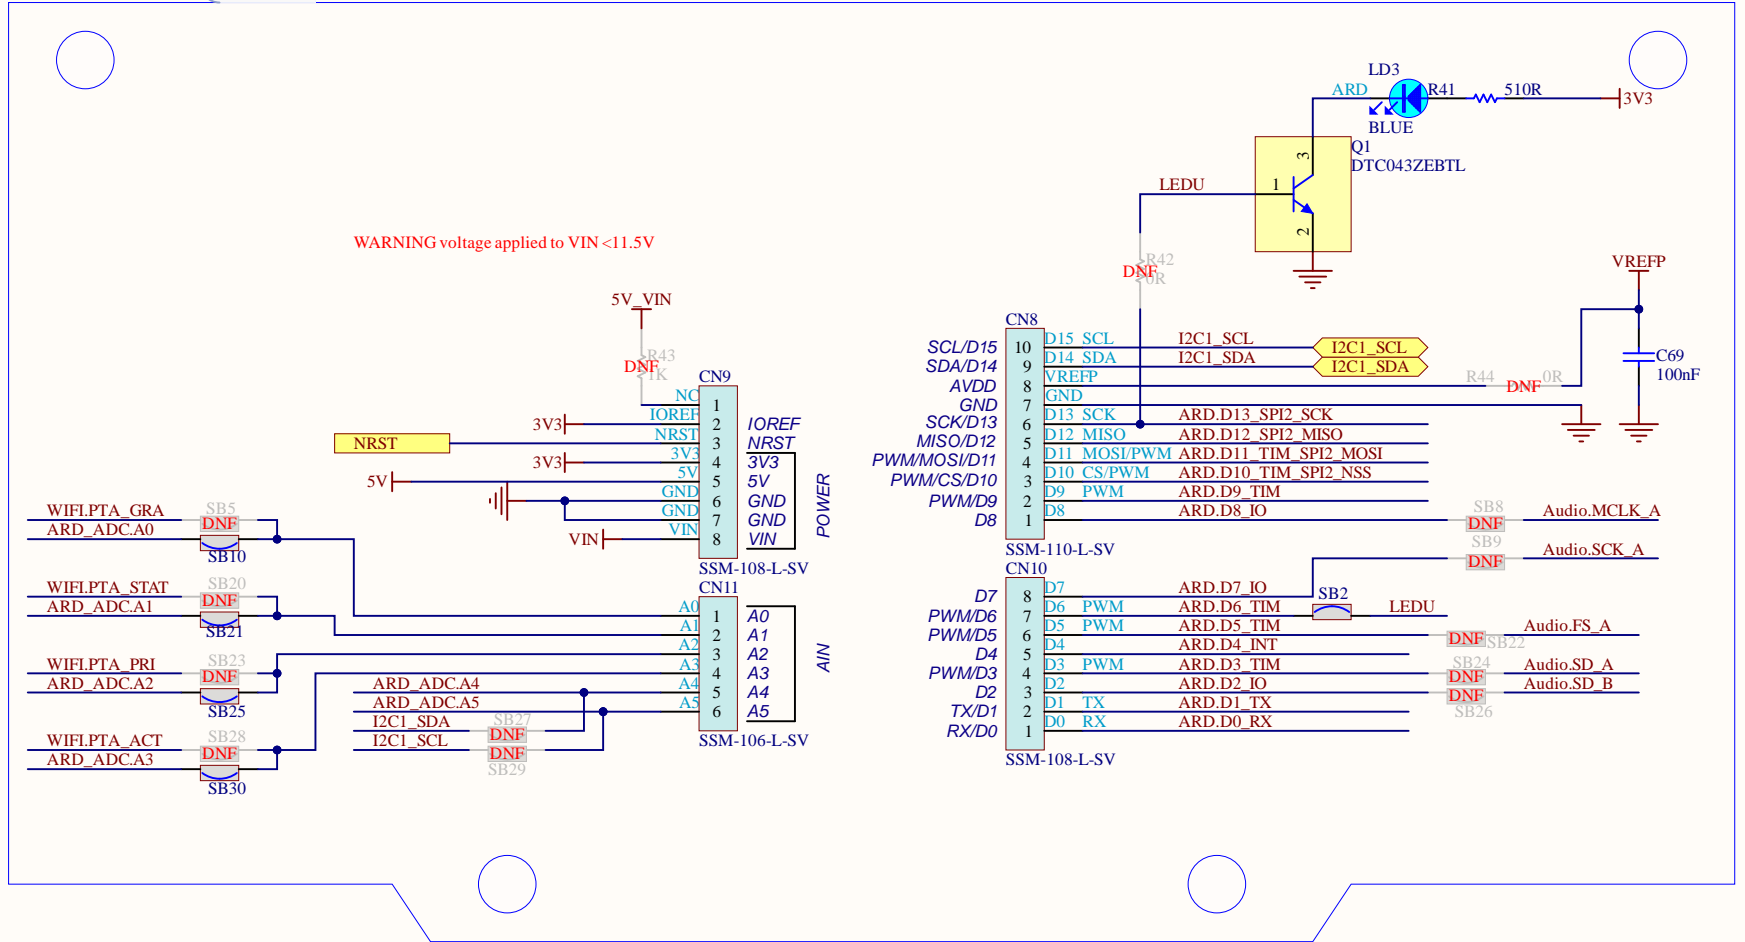 LD3
ARD
R41
510R
3V3
BLUE
Q1
DTC043ZEBTL
3
1
2
LEDU
WARNING voltage applied to VIN <11.5V
R42
DNF
0R
VREFP
C69
100nF
5V_VIN
R43
DNF
1K
CN9
NC
1
3V3
IOREF
2
IOREF
NRST
NRST
3
NRST
3V3
3V3
4
3V3
5V
5V
5
5V
GND
6
GND
GND
7
GND
VIN
VIN
8
VIN
POWER
SSM-108-L-SV
CN8
SCL/D15
10
D15 SCL
I2C1_SCL
I2C1_SCL
SDA/D14
9
D14 SDA
I2C1_SDA
I2C1_SDA
AVDD
8
VREFP
R44
DNF
0R
GND
7
GND
SCK/D13
6
D13 SCK
ARD.D13_SPI2_SCK
MISO/D12
5
D12 MISO
ARD.D12_SPI2_MISO
PWM/MOSI/D11
4
D11 MOSI/PWM
ARD.D11_TIM_SPI2_MOSI
PWM/CS/D10
3
D10 CS/PWM
ARD.D10_TIM_SPI2_NSS
PWM/D9
2
D9 PWM
ARD.D9_TIM
D8
1
D8
ARD.D8_IO
SB8
DNF
Audio.MCLK_A
SSM-110-L-SV
SB9
DNF
Audio.SCK_A
WIFI.PTA_GRA
SB5
DNF
ARD_ADC.A0
SB10
WIFI.PTA_STAT
SB20
DNF
ARD_ADC.A1
SB21
WIFI.PTA_PRI
SB23
DNF
ARD_ADC.A2
SB25
WIFI.PTA_ACT
SB28
DNF
ARD_ADC.A3
SB30
CN11
A0
1
A0
A1
2
A1
A2
3
A2
A3
4
A3
ARD_ADC.A4
A4
5
A4
ARD_ADC.A5
A5
6
A5
AIN
I2C1_SDA
SB27
DNF
I2C1_SCL
DNF
SB29
SSM-106-L-SV
CN10
D7
8
D7
ARD.D7_IO
PWM/D6
7
D6 PWM
ARD.D6_TIM
SB2
LEDU
PWM/D5
6
D5 PWM
ARD.D5_TIM
DNF
SB22
Audio.FS_A
D4
5
D4
ARD.D4_INT
PWM/D3
4
D3 PWM
ARD.D3_TIM
SB24
DNF
Audio.SD_A
D2
3
D2
ARD.D2_IO
DNF
SB26
Audio.SD_B
TX/D1
2
D1 TX
ARD.D1_TX
RX/D0
1
D0 RX
ARD.D0_RX
SSM-108-L-SV